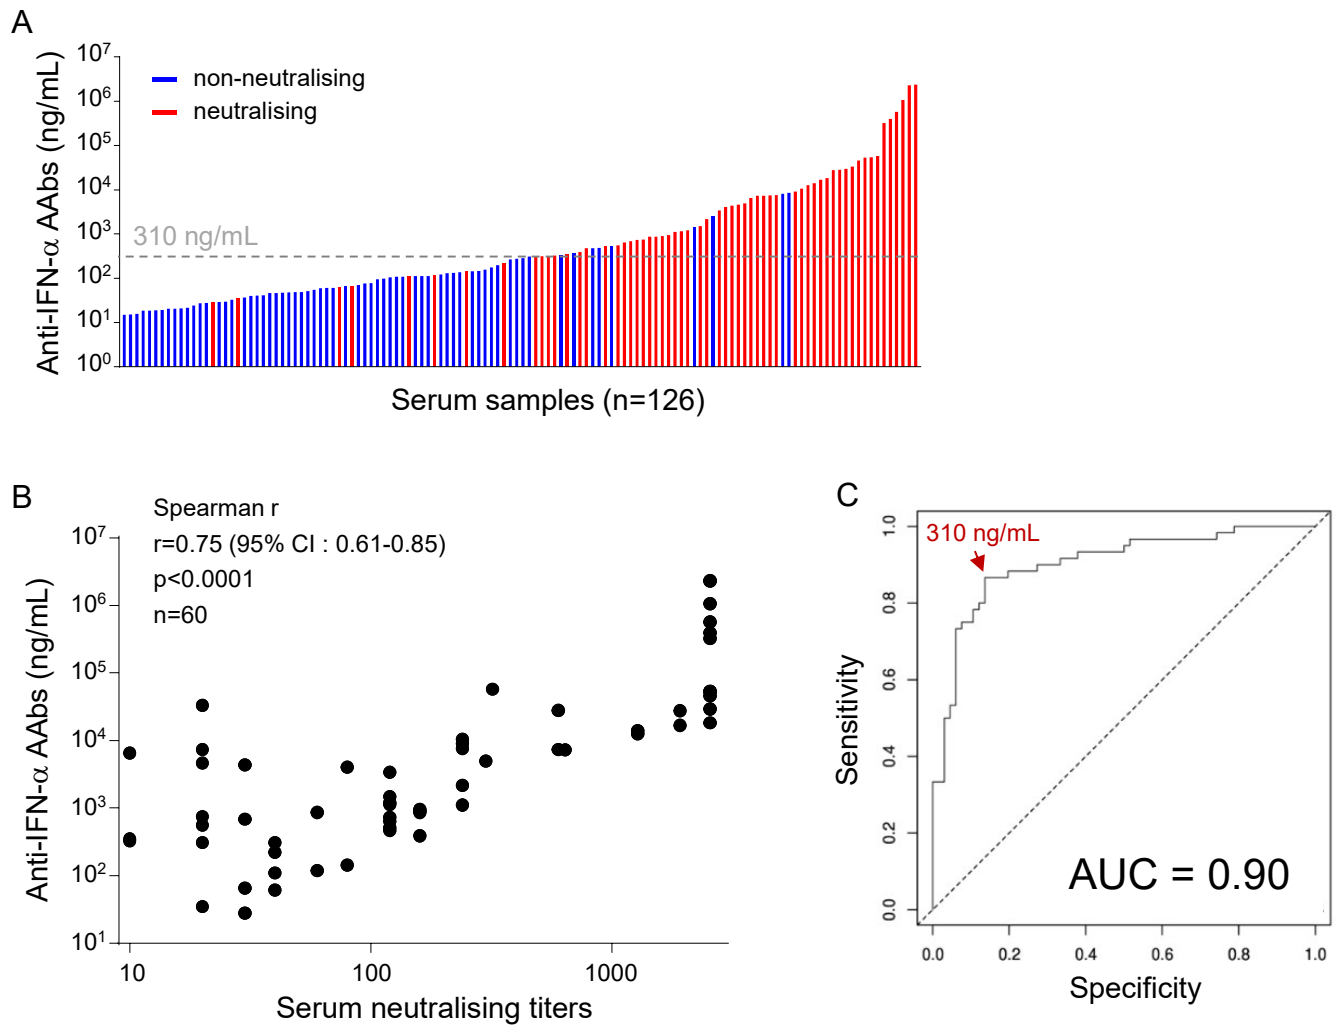 A
Anti-IFN-α AAbs (ng/mL)
10⁷
10⁶
10⁵
10⁴
10³
10²
10¹
10⁰
non-neutralising
neutralising
310 ng/mL
Serum samples (n=126)
B
Anti-IFN-α AAbs (ng/mL)
10⁷
10⁶
10⁵
10⁴
10³
10²
10¹
Spearman r
r=0.75 (95% CI : 0.61-0.85)
p<0.0001
n=60
10 100 1000
Serum neutralising titers
C
Sensitivity
1.0
0.8
0.6
0.4
0.2
0.0
310 ng/mL
AUC = 0.90
0.0 0.2 0.4 0.6 0.8 1.0
Specificity